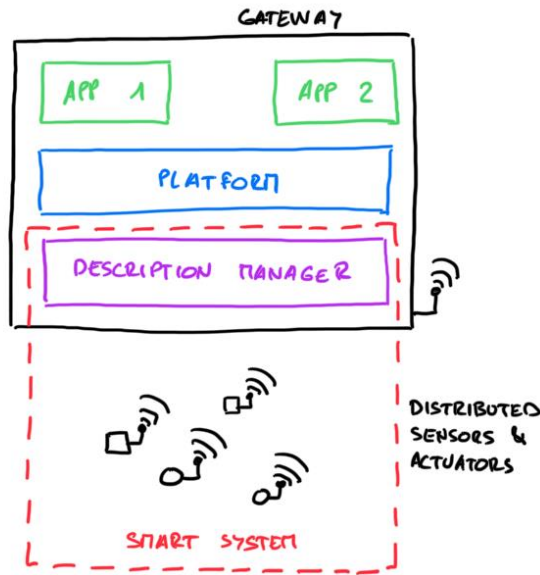 GATEWAY
APP 1
APP 2
PLATFORM
DESCRIPTION MANAGER
DISTRIBUTED
SENSORS &
ACTUATORS
SMART SYSTEM